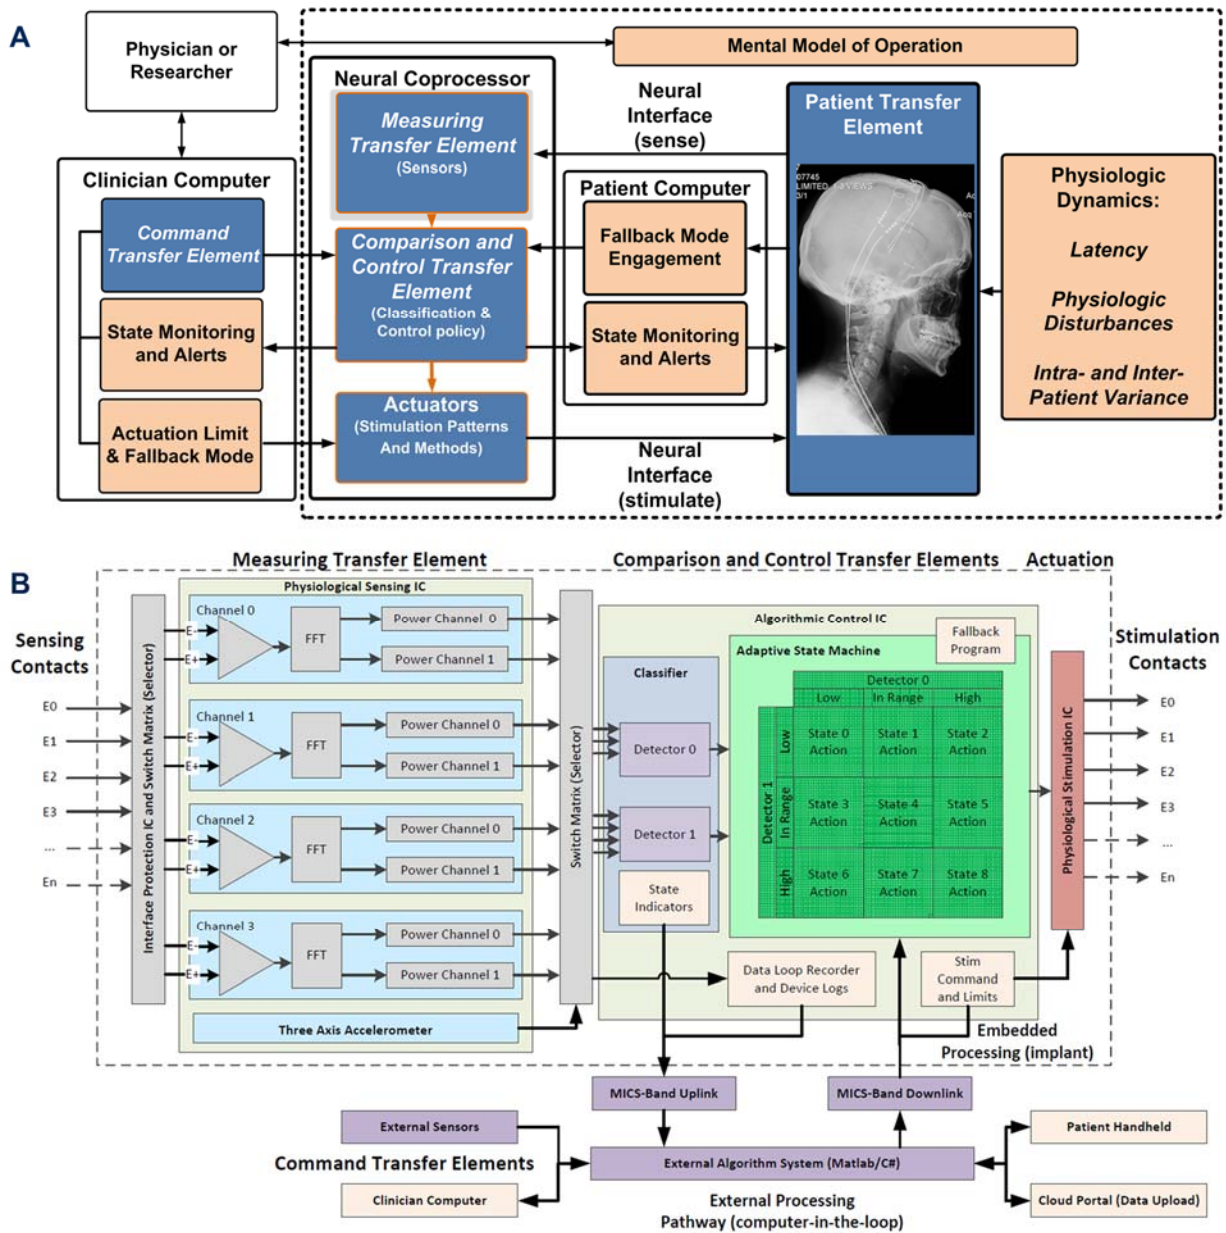 A
Physician or
Researcher
Mental Model of Operation
Neural Coprocessor
Measuring
Transfer Element
(Sensors)
Neural
Interface
(sense)
Patient Transfer
Element
07745
LIMITED
VIEWS
3/1
Clinician Computer
Command
Transfer Element
State Monitoring
and Alerts
Actuation Limit
& Fallback Mode
Comparison and
Control Transfer
Element
(Classification &
Control policy)
Actuators
(Stimulation Patterns
And Methods)
Patient Computer
Fallback Mode
Engagement
State Monitoring
and Alerts
Neural
Interface
(stimulate)
Physiologic
Dynamics:
Latency
Physiologic
Disturbances
Intra- and Inter-
Patient Variance
B
Measuring Transfer Element
Comparison and Control Transfer Elements
Actuation
Sensing
Contacts
E0
E1
E2
E3
...
En
Interface Protection IC and Switch Matrix (Selector)
Physiological Sensing IC
Channel 0
E-
E+
FFT
Power Channel 0
Power Channel 1
Channel 1
E-
E+
FFT
Power Channel 0
Power Channel 1
Channel 2
E-
E+
FFT
Power Channel 0
Power Channel 1
Channel 3
E-
E+
FFT
Power Channel 0
Power Channel 1
Three Axis Accelerometer
Switch Matrix (Selector)
Algorithmic Control IC
Classifier
Detector 0
Detector 1
State
Indicators
Adaptive State Machine
Fallback
Program
Detector 0
Low
In Range
High
Detector 1
Low
In Range
High
State 0
Action
State 1
Action
State 2
Action
State 3
Action
State 4
Action
State 5
Action
State 6
Action
State 7
Action
State 8
Action
Data Loop Recorder
and Device Logs
Stim
Command
and Limits
Physiological Stimulation IC
Stimulation
Contacts
E0
E1
E2
E3
...
En
Embedded
Processing (implant)
MICS-Band Uplink
MICS-Band Downlink
External Sensors
Command Transfer Elements
Clinician Computer
External Algorithm System (Matlab/C#)
External Processing
Pathway (computer-in-the-loop)
Patient Handheld
Cloud Portal (Data Upload)